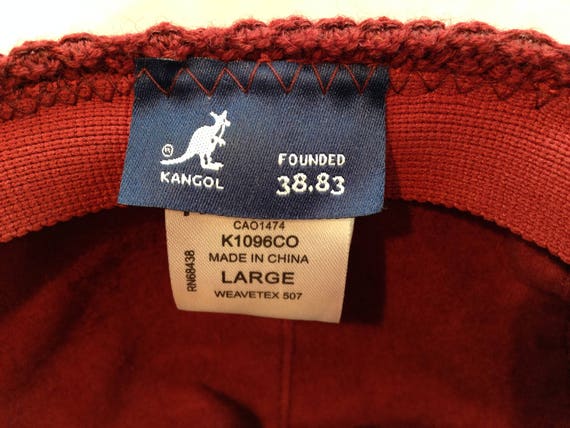 ®
KANGOL
FOUNDED
38.83
CAO1474
K1096CO
MADE IN CHINA
LARGE
WEAVETEX 507
RN68438